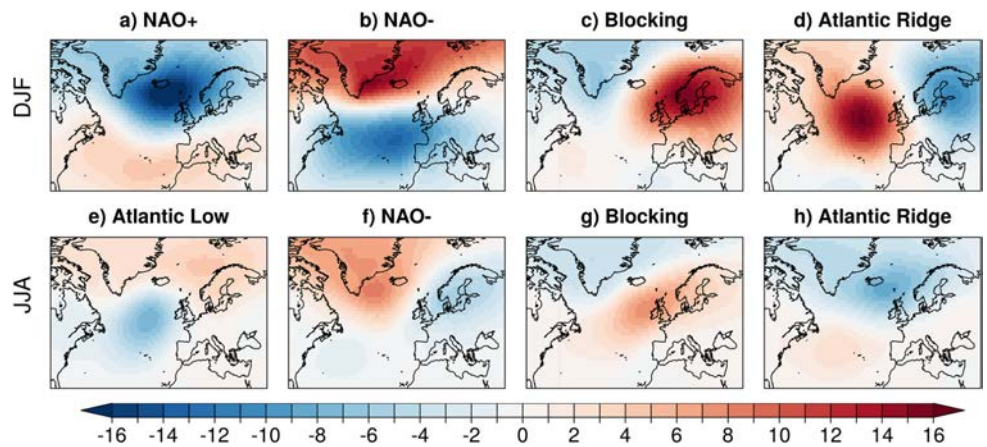 a) NAO+ b) NAO- c) Blocking d) Atlantic Ridge
DJF
e) Atlantic Low f) NAO- g) Blocking h) Atlantic Ridge
JJA
-16 -14 -12 -10 -8 -6 -4 -2 0 2 4 6 8 10 12 14 16